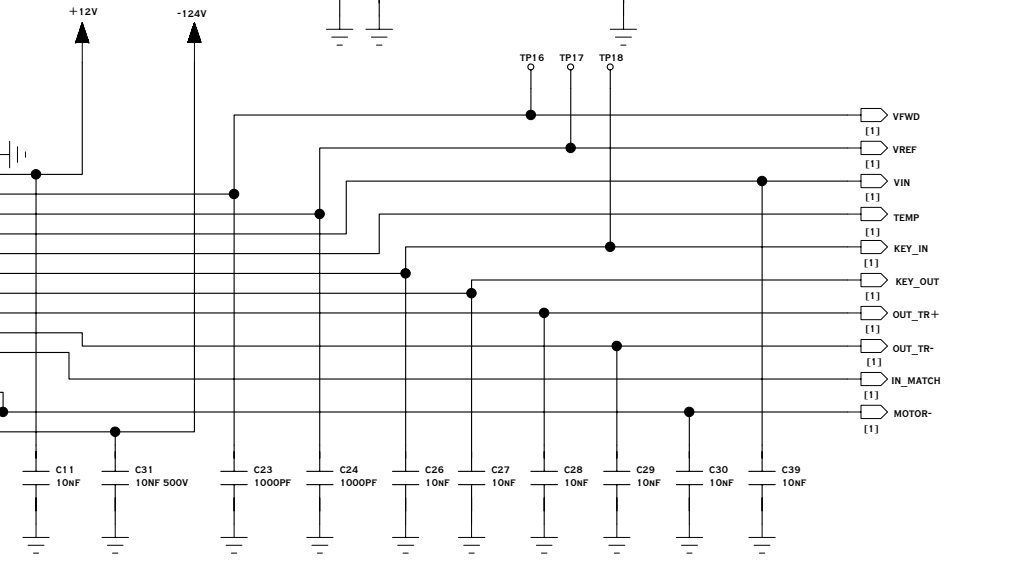 +12V
-124V
TP16 TP17 TP18
VFWD
[1]
VREF
[1]
VIN
[1]
TEMP
[1]
KEY_IN
[1]
KEY_OUT
[1]
OUT_TR+
[1]
OUT_TR-
[1]
IN_MATCH
[1]
MOTOR-
[1]
C11
10NF
C31
10NF 500V
C23
1000PF
C24
1000PF
C26
10NF
C27
10NF
C28
10NF
C29
10NF
C30
10NF
C39
10NF